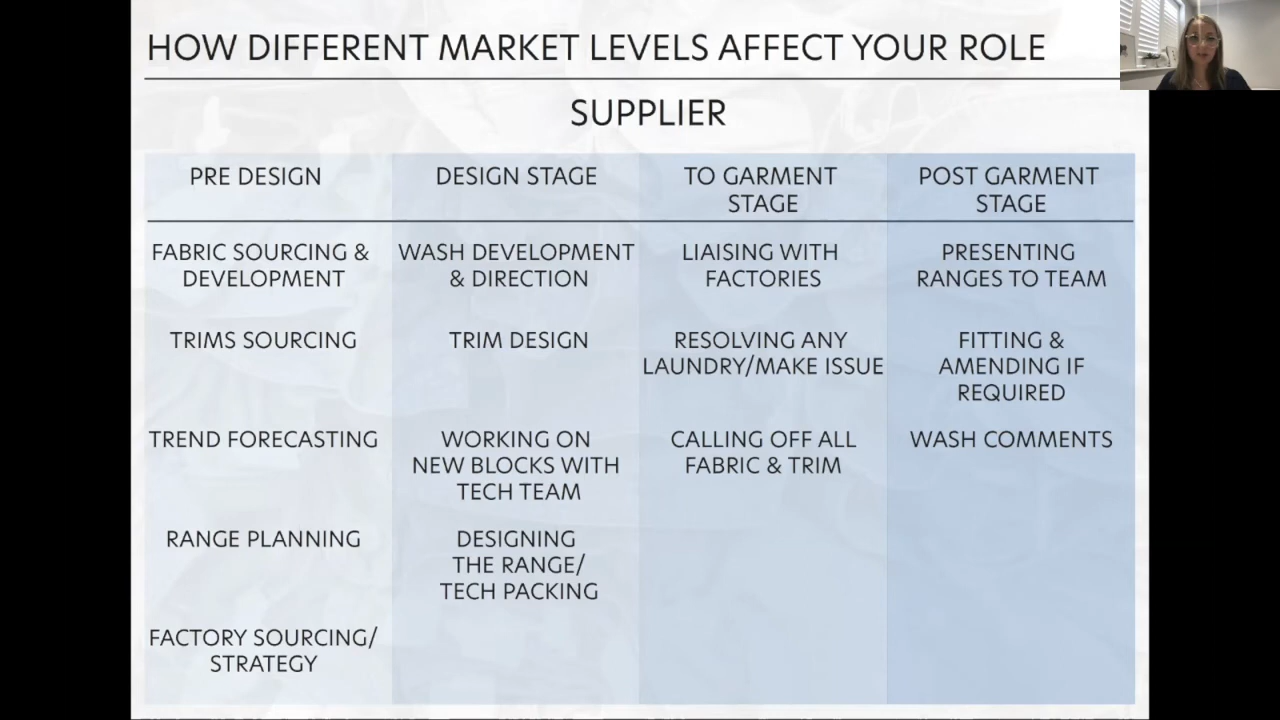 HOW DIFFERENT MARKET LEVELS AFFECT YOUR ROLE
SUPPLIER
PRE DESIGN
FABRIC SOURCING &
DEVELOPMENT
TRIMS SOURCING
TREND FORECASTING
RANGE PLANNING
FACTORY SOURCING/
STRATEGY
DESIGN STAGE
WASH DEVELOPMENT
& DIRECTION
TRIM DESIGN
WORKING ON
NEW BLOCKS WITH
TECH TEAM
DESIGNING
THE RANGE/
TECH PACKING
TO GARMENT
STAGE
LIAISING WITH
FACTORIES
RESOLVING ANY
LAUNDRY/MAKE ISSUE
CALLING OFF ALL
FABRIC & TRIM
POST GARMENT
STAGE
PRESENTING
RANGES TO TEAM
FITTING &
AMENDING IF
REQUIRED
WASH COMMENTS